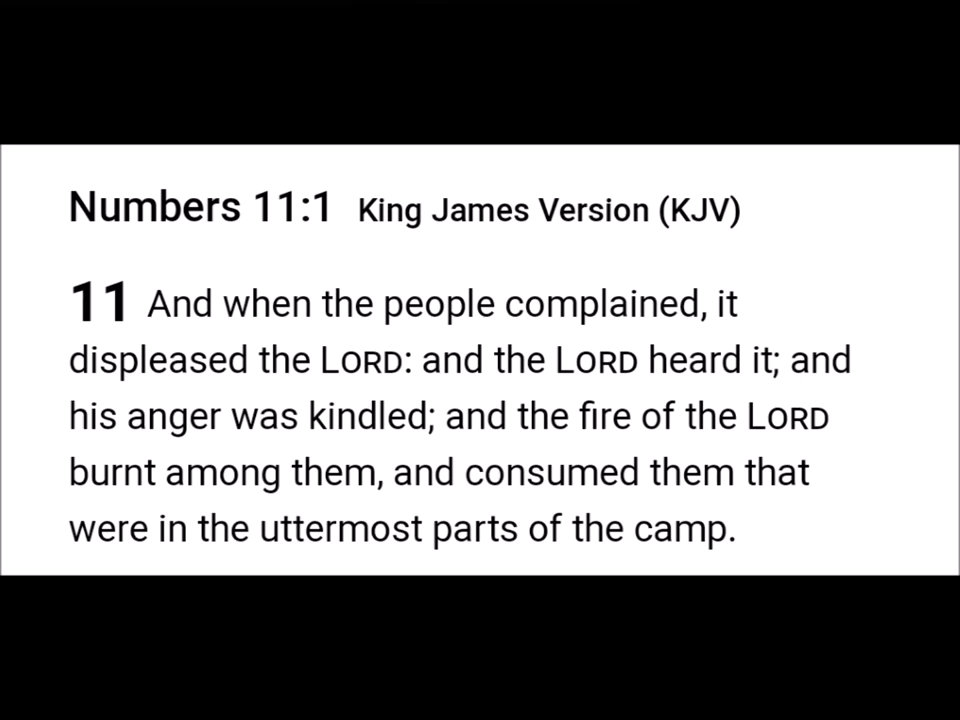 Numbers 11:1 King James Version (KJV)
11 And when the people complained, it
displeased the LORD: and the LORD heard it; and
his anger was kindled; and the fire of the LORD
burnt among them, and consumed them that
were in the uttermost parts of the camp.